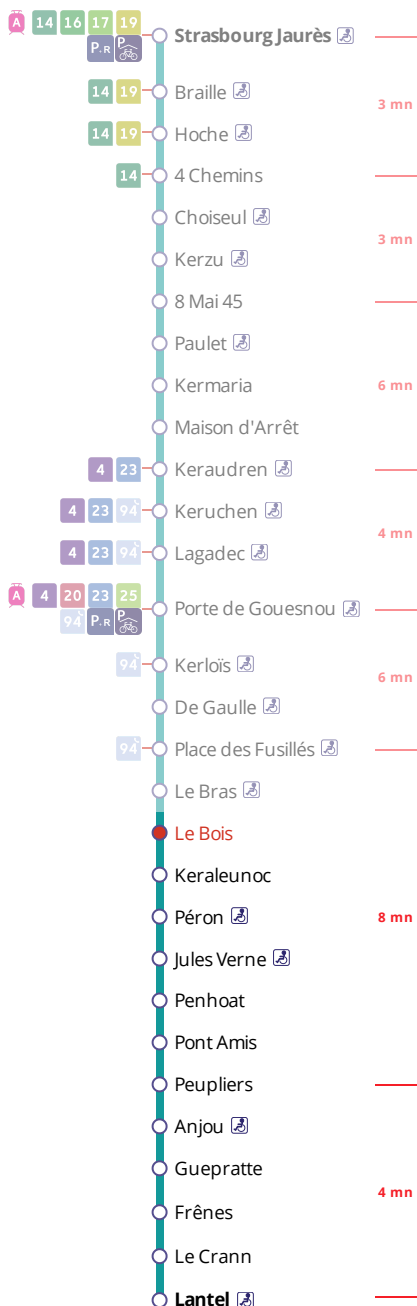 A 14 16 17 19
Strasbourg Jaurès
P+R P
14 19 Braille
3 mn
14 19 Hoche
14 4 Chemins
Choiseul
3 mn
Kerzu
8 Mai 45
Paulet
Kermaria
6 mn
Maison d'Arrêt
4 23 Keraudren
4 23 94 Keruchen
4 mn
4 23 94 Lagadec
A 4 20 23 25
Porte de Gouesnou
94 P+R P
94 Kerloïs
6 mn
De Gaulle
94 Place des Fusillés
Le Bras
Le Bois
Keraleunoc
Péron
8 mn
Jules Verne
Penhoat
Pont Amis
Peupliers
Anjou
Guepratte
4 mn
Frênes
Le Crann
Lantel